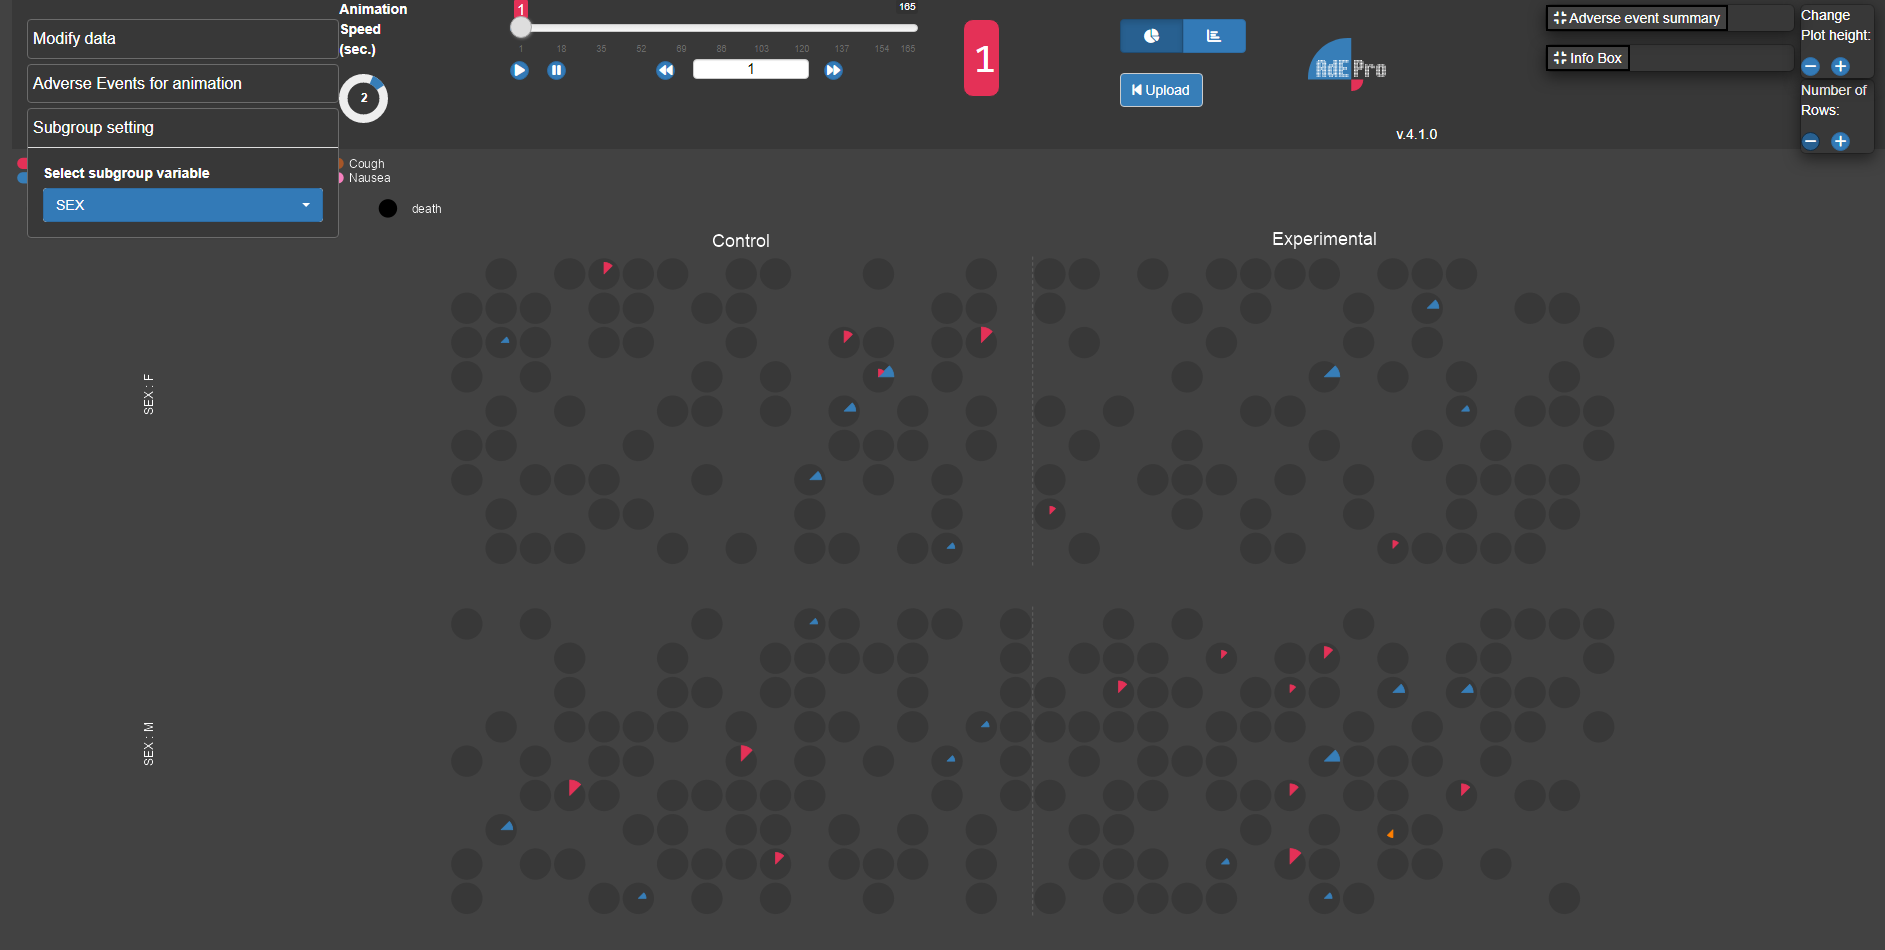 Modify data
Adverse Events for animation
Subgroup setting
Select subgroup variable
SEX
Animation
Speed
(sec.)
2
1
165
1 18 35 52 69 86 103 120 137 154 165
1
1
Upload
AdEPro
v.4.1.0
Adverse event summary
Info Box
Change
Plot height:
Number of
Rows:
Cough
Nausea
death
Control
Experimental
SEX : F
SEX : M